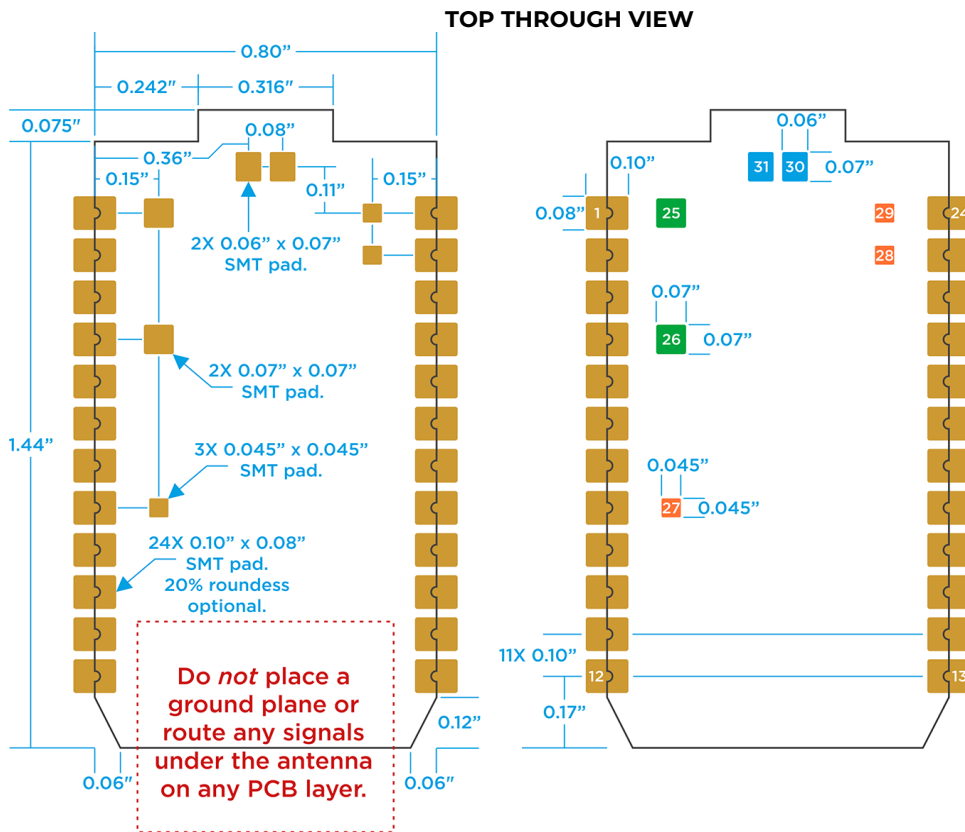 TOP THROUGH VIEW
0.80”
0.242"
0.316"
0.075"
0.08”
0.36”
0.15”
0.11”
0.15”
2X 0.06” x 0.07”
SMT pad.
2X 0.07” x 0.07”
SMT pad.
1.44”
3X 0.045” x 0.045”
SMT pad.
24X 0.10” x 0.08”
SMT pad.
20% roundess
optional.
Do not place a
ground plane or
route any signals
under the antenna
on any PCB layer.
0.12”
0.06"
0.06"
0.06”
0.10”
31
30
0.07”
0.08”
1
25
29
24
28
0.07”
26
0.07”
0.045”
27
0.045”
11X 0.10”
12
13
0.17”